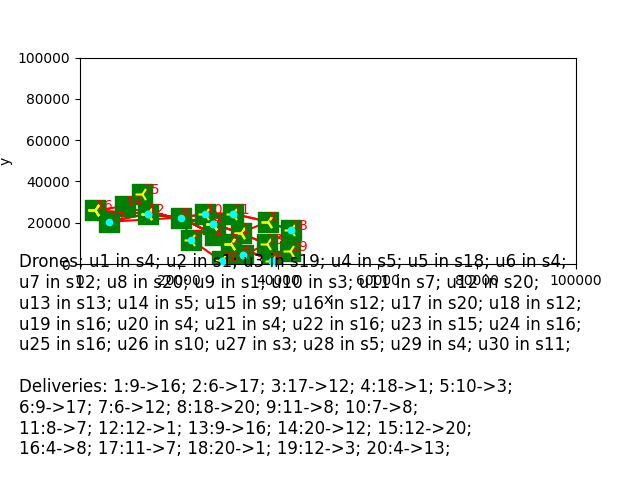 100000
80000
60000
40000
20000
0
y
0 20000 40000 60000 80000 100000
x
Drones: u1 in s4; u2 in s1; u3 in s19; u4 in s5; u5 in s18; u6 in s4;
u7 in s12; u8 in s20; u9 in s1; u10 in s3; u11 in s7; u12 in s20;
u13 in s13; u14 in s5; u15 in s9; u16 in s12; u17 in s20; u18 in s12;
u19 in s16; u20 in s4; u21 in s4; u22 in s16; u23 in s15; u24 in s16;
u25 in s16; u26 in s10; u27 in s3; u28 in s5; u29 in s4; u30 in s11;
Deliveries: 1:9->16; 2:6->17; 3:17->12; 4:18->1; 5:10->3;
6:9->17; 7:6->12; 8:18->20; 9:11->8; 10:7->8;
11:8->7; 12:12->1; 13:9->16; 14:20->12; 15:12->20;
16:4->8; 17:11->7; 18:20->1; 19:12->3; 20:4->13;